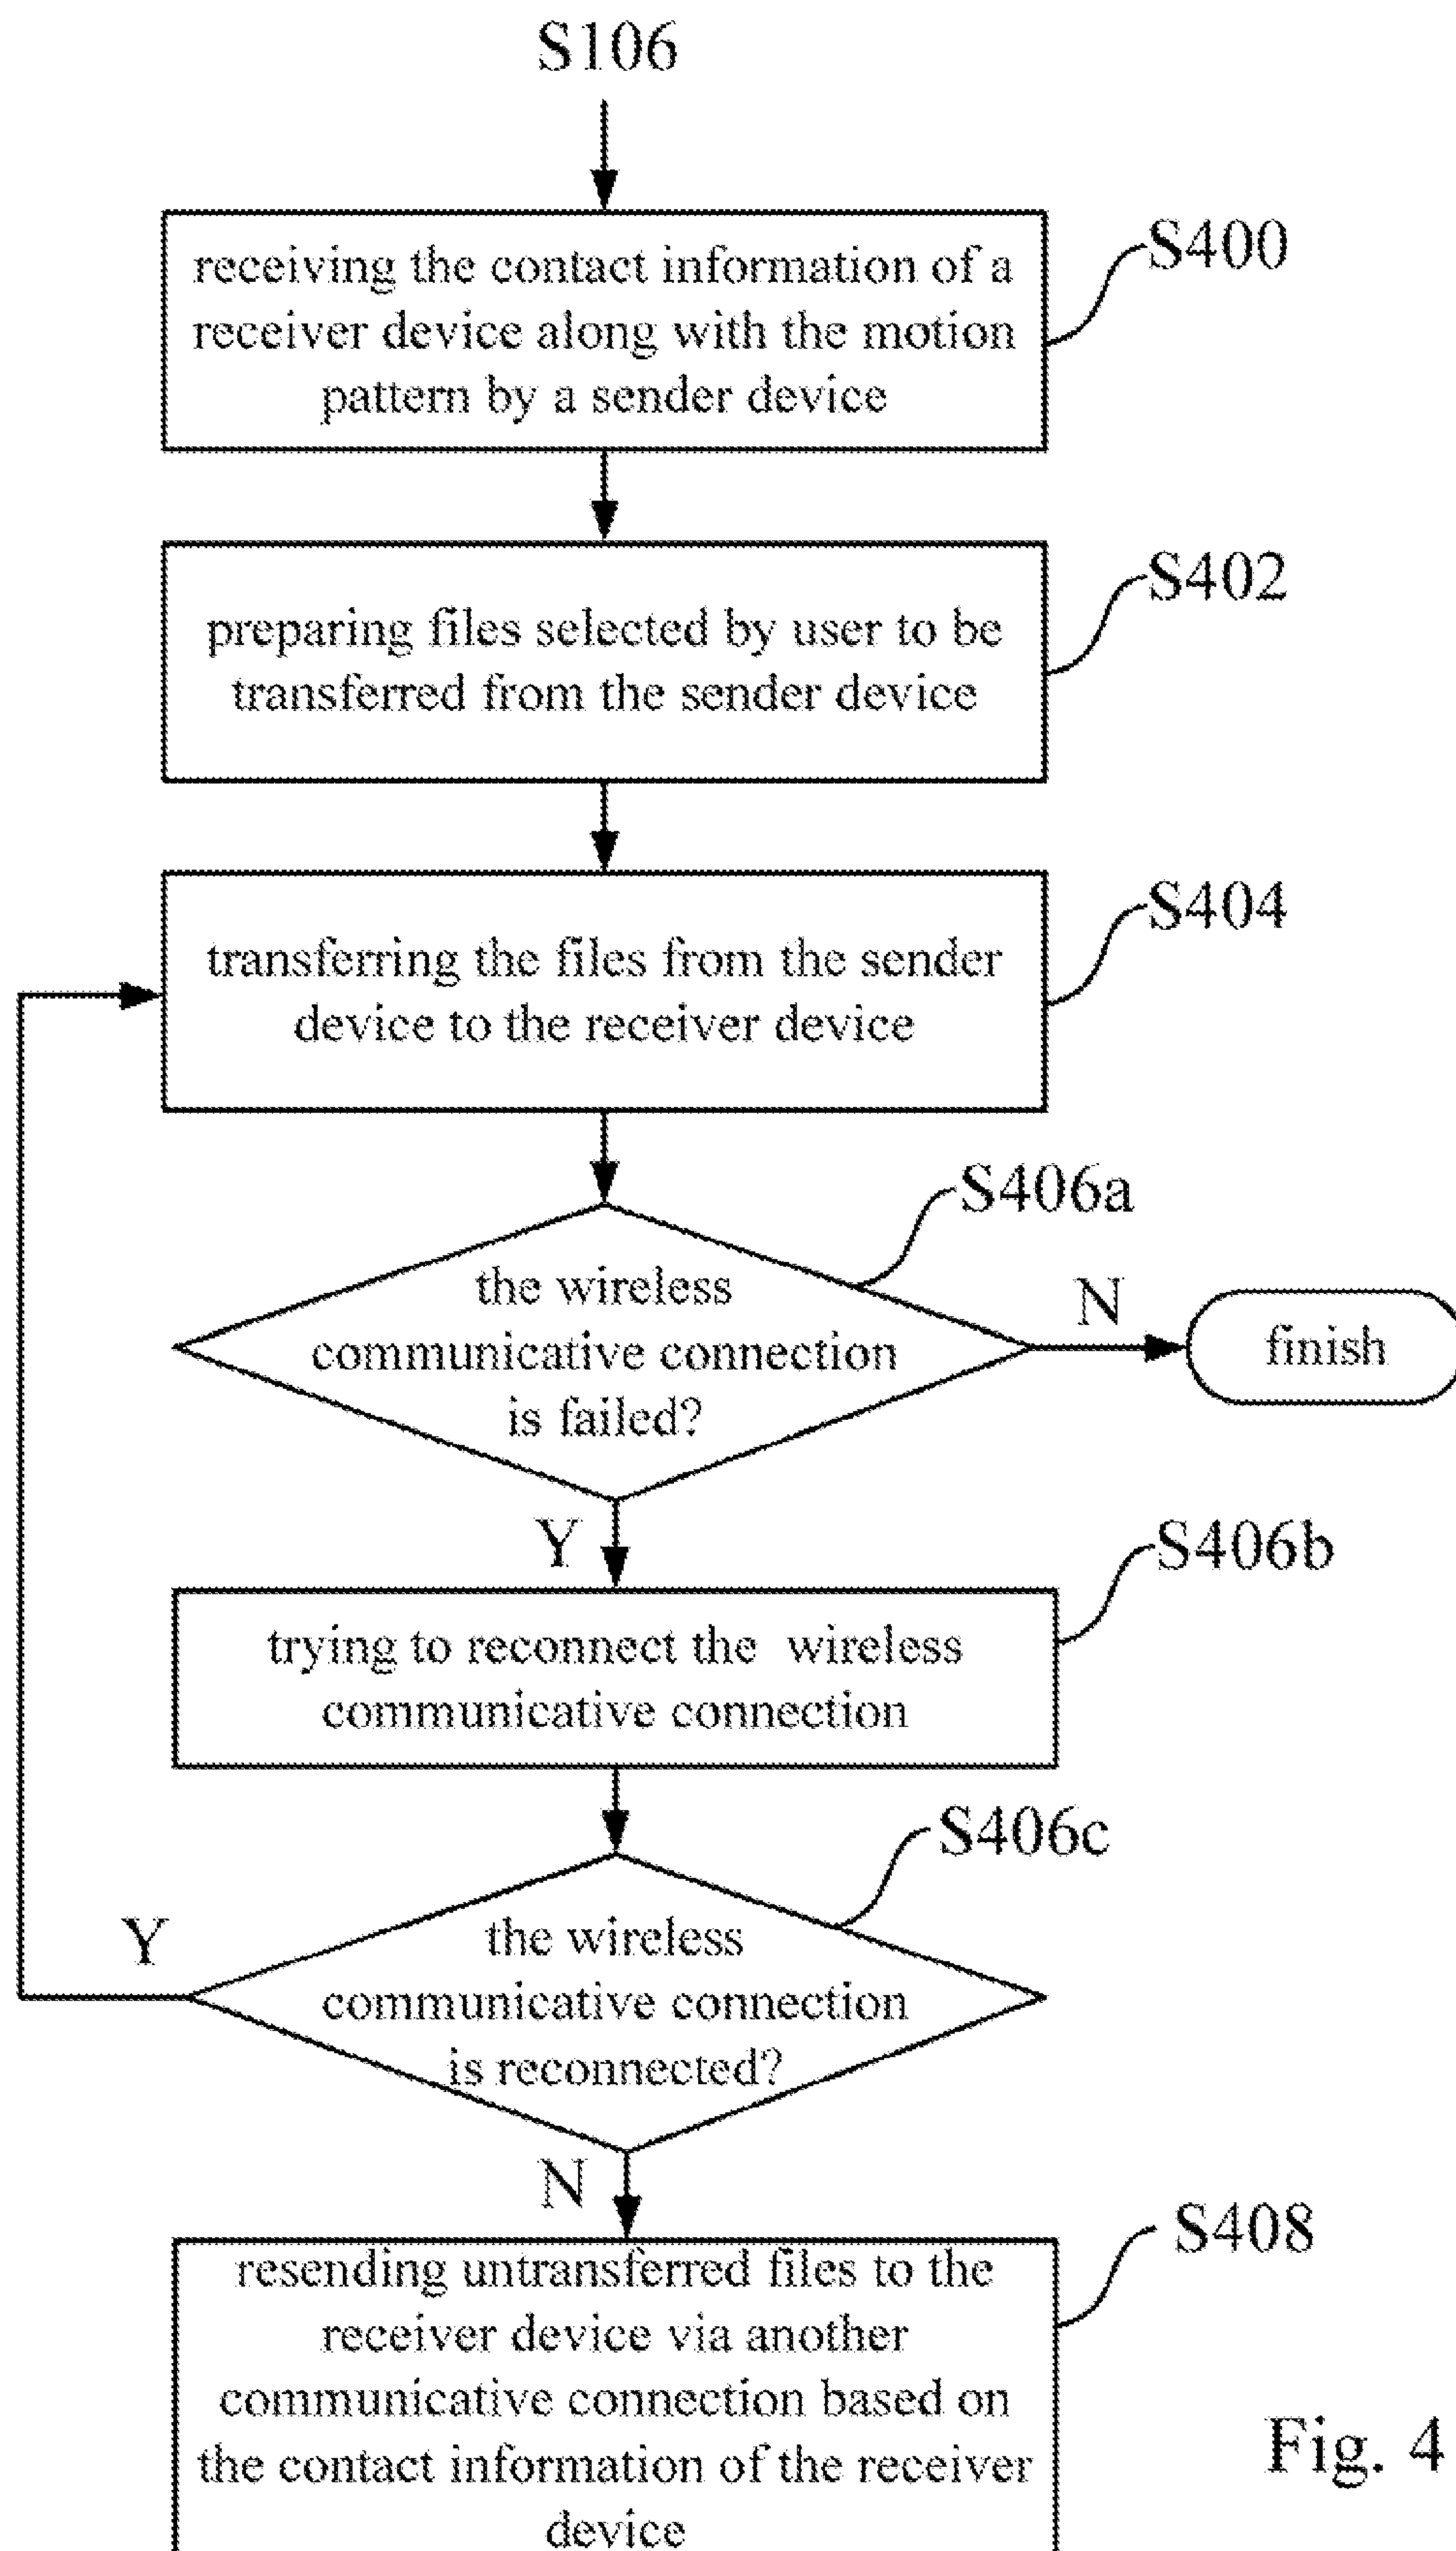 S106
receiving the contact information of a
receiver device along with the motion
pattern by a sender device
S400
preparing files selected by user to be
transferred from the sender device
S402
transferring the files from the sender
device to the receiver device
S404
the wireless
communicative connection
is failed?
S406a
N
finish
Y
trying to reconnect the wireless
communicative connection
S406b
the wireless
communicative connection
is reconnected?
S406c
Y
N
resending untransferred files to the
receiver device via another
communicative connection based on
the contact information of the receiver
device
S408
Fig. 4